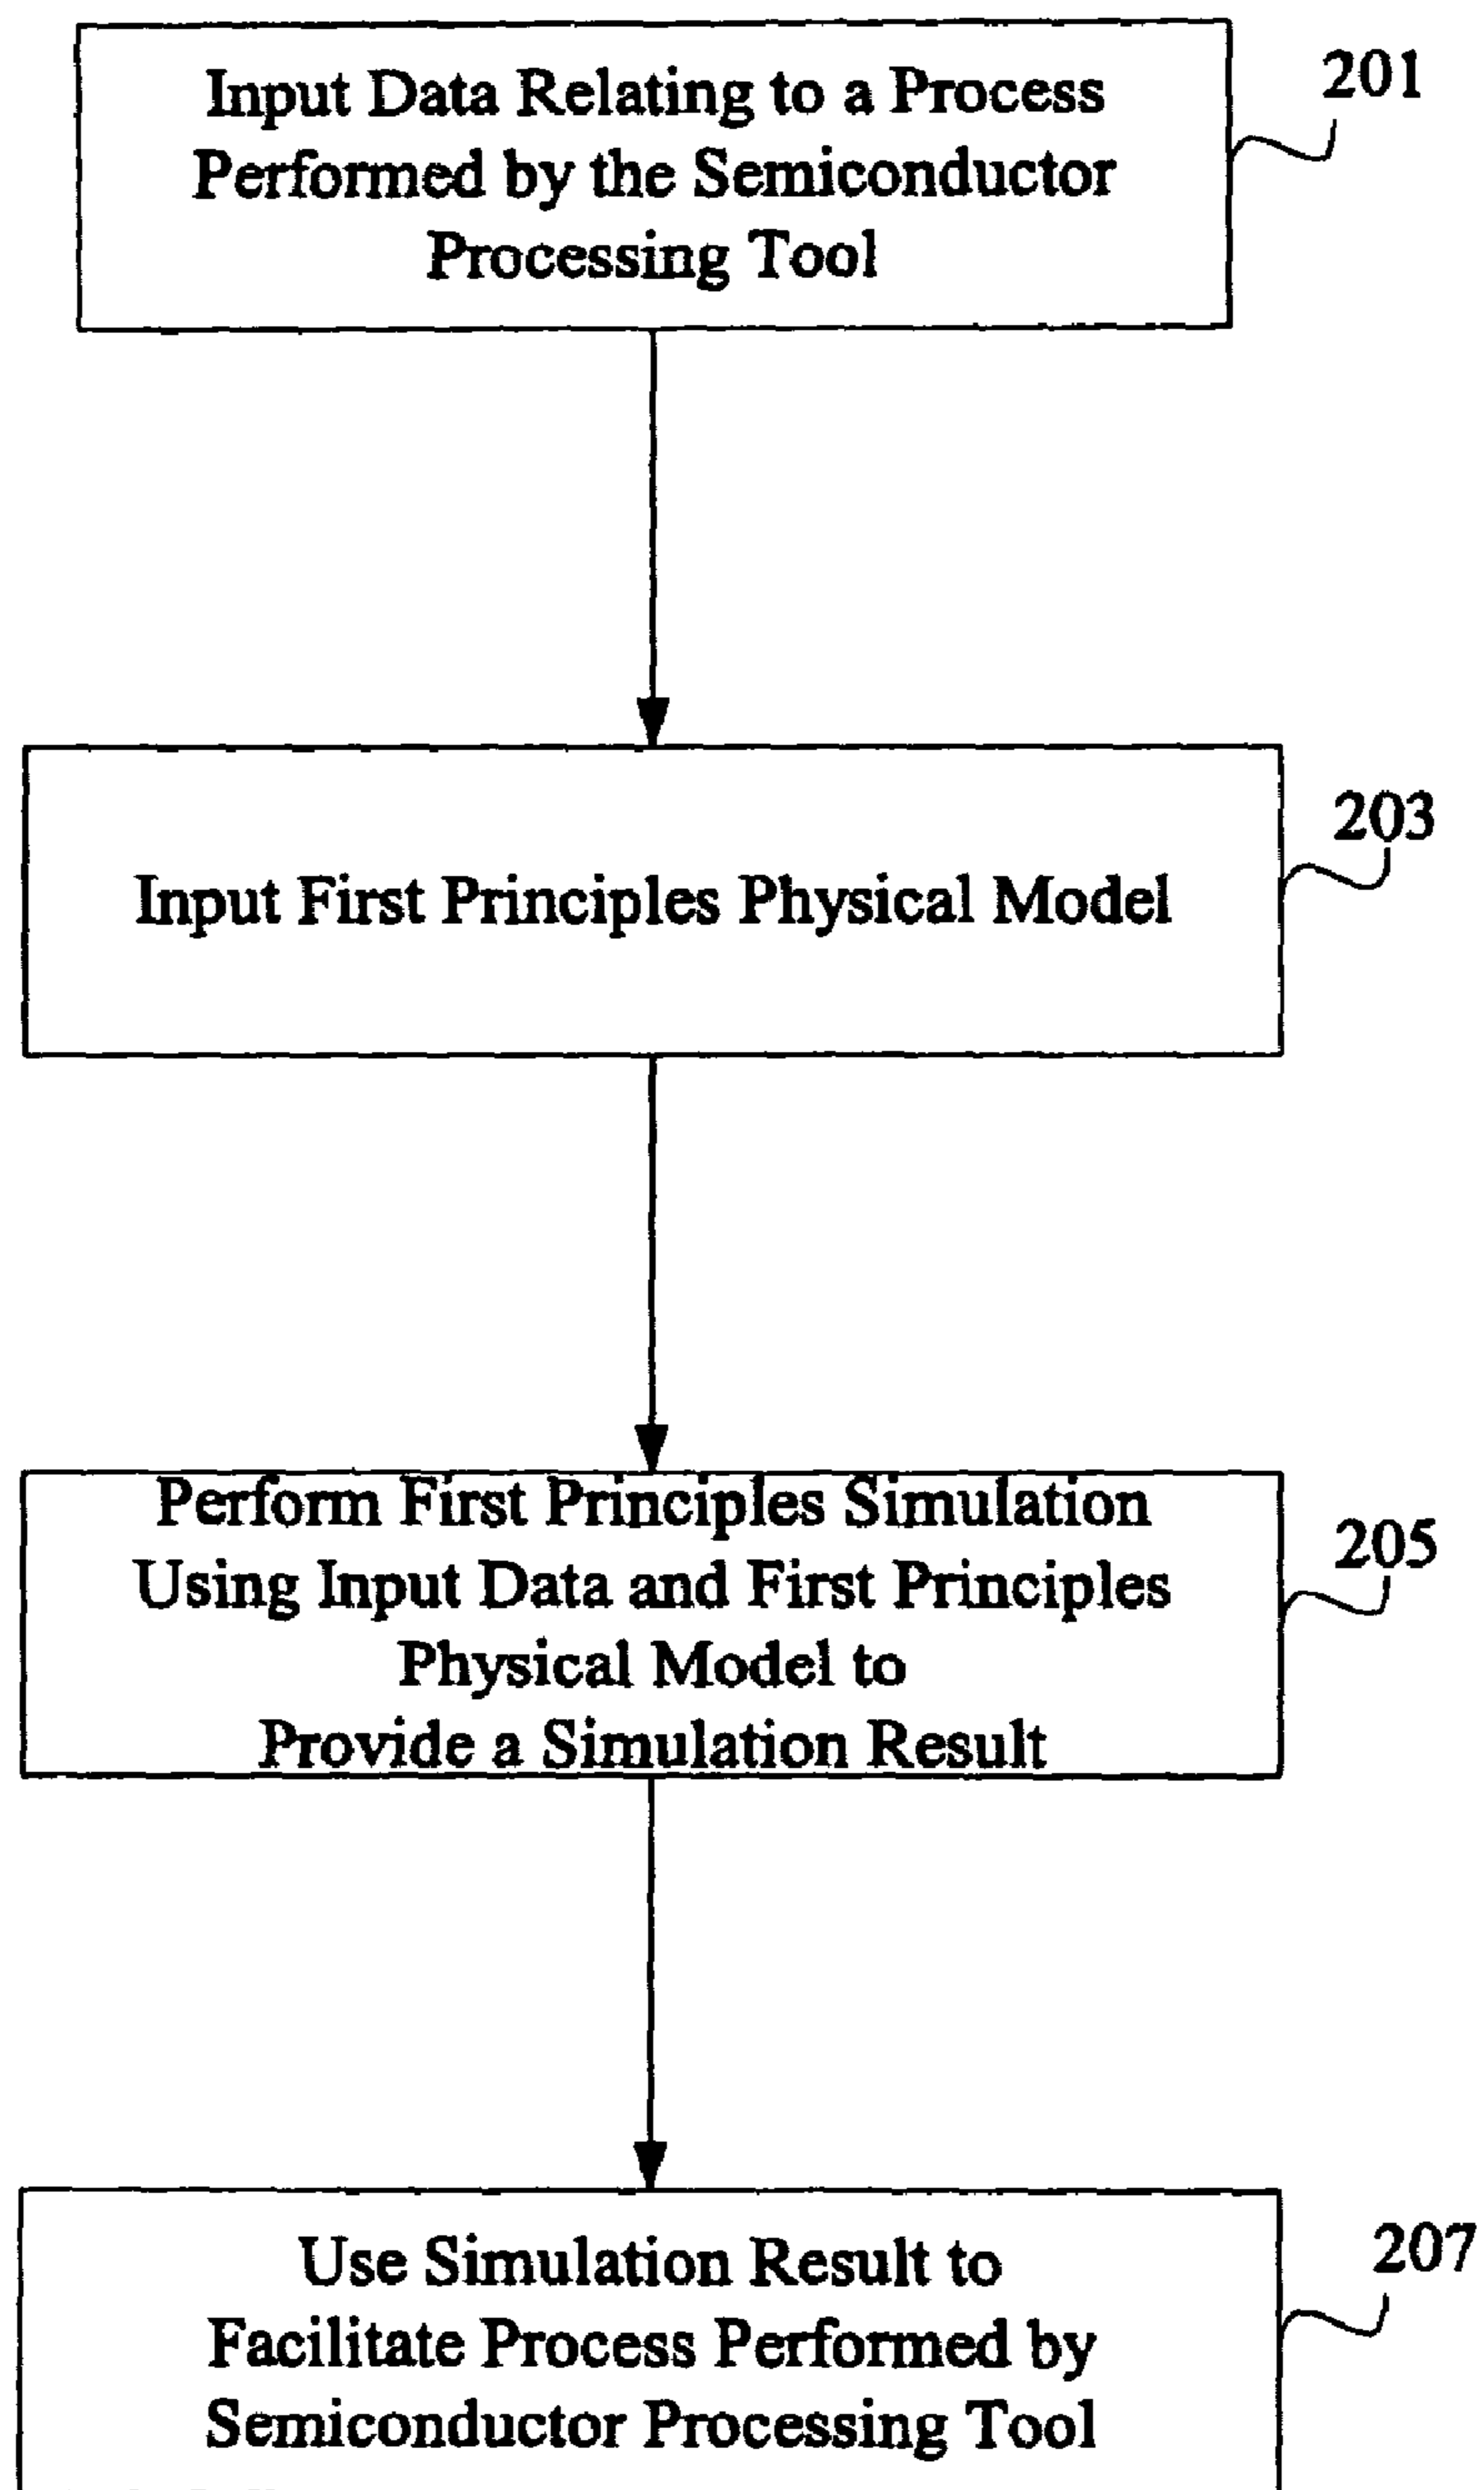 Input Data Relating to a Process
Performed by the Semiconductor
Processing Tool
201
Input First Principles Physical Model
203
Perform First Principles Simulation
Using Input Data and First Principles
Physical Model to
Provide a Simulation Result
205
Use Simulation Result to
Facilitate Process Performed by
Semiconductor Processing Tool
207